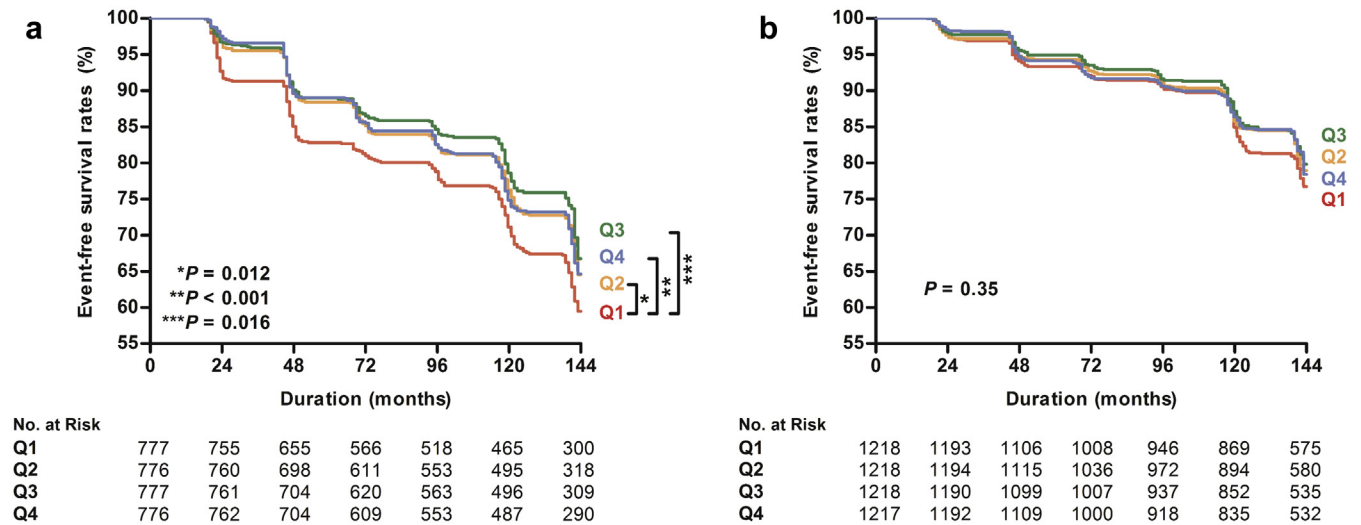 a
Event-free survival rates (%)
100
95
90
85
80
75
70
65
60
55
0 24 48 72 96 120 144
Duration (months)
*P = 0.012
**P < 0.001
***P = 0.016
Q3
Q4
Q2
Q1
*
**
***
No. at Risk
Q1 777 755 655 566 518 465 300
Q2 776 760 698 611 553 495 318
Q3 777 761 704 620 563 496 309
Q4 776 762 704 609 553 487 290
b
Event-free survival rates (%)
100
95
90
85
80
75
70
65
60
55
0 24 48 72 96 120 144
Duration (months)
P = 0.35
Q3
Q2
Q4
Q1
No. at Risk
Q1 1218 1193 1106 1008 946 869 575
Q2 1218 1194 1115 1036 972 894 580
Q3 1218 1190 1099 1007 937 852 535
Q4 1217 1192 1109 1000 918 835 532